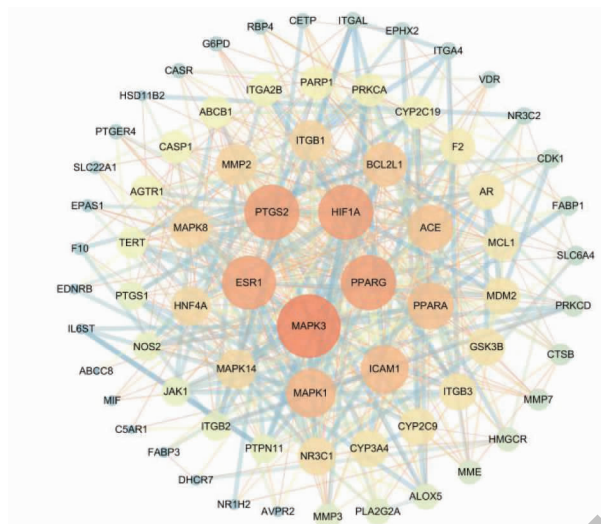 CETP
ITGAL
RBP4
EPHX2
G6PD
ITGA4
CASR
VDR
ITGA2B
PARP1
PRKCA
HSD11B2
ABCB1
CYP2C19
NR3C2
PTGER4
CASP1
ITGB1
F2
MMP2
BCL2L1
CDK1
SLC22A1
AGTR1
AR
EPAS1
PTGS2
HIF1A
FABP1
MAPK8
ACE
F10
TERT
MCL1
SLC6A4
EDNRB
PTGS1
ESR1
PPARG
MDM2
PRKCD
HNF4A
PPARA
IL6ST
MAPK3
NOS2
GSK3B
CTSB
ABCC8
MAPK14
ICAM1
JAK1
MAPK1
ITGB3
MIF
MMP7
C5AR1
ITGB2
CYP2C9
HMGCR
FABP3
PTPN11
NR3C1
CYP3A4
MME
DHCR7
ALOX5
NR1H2
AVPR2
MMP3
PLA2G2A